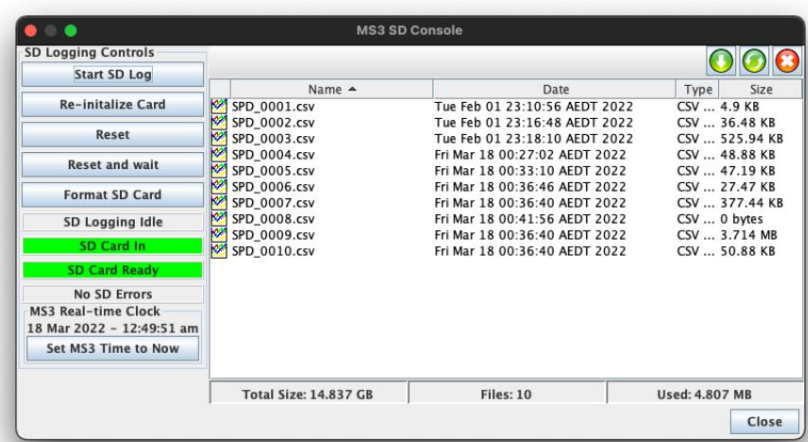 MS3 SD Console
SD Logging Controls
Start SD Log
Re-initalize Card
Reset
Reset and wait
Format SD Card
SD Logging Idle
SD Card In
SD Card Ready
No SD Errors
MS3 Real-time Clock
18 Mar 2022 - 12:49:51 am
Set MS3 Time to Now
Name Date Type Size
SPD_0001.csv Tue Feb 01 23:10:56 AEDT 2022 CSV ... 4.9 KB
SPD_0002.csv Tue Feb 01 23:16:48 AEDT 2022 CSV ... 36.48 KB
SPD_0003.csv Tue Feb 01 23:18:10 AEDT 2022 CSV ... 525.94 KB
SPD_0004.csv Fri Mar 18 00:27:02 AEDT 2022 CSV ... 48.88 KB
SPD_0005.csv Fri Mar 18 00:33:10 AEDT 2022 CSV ... 47.19 KB
SPD_0006.csv Fri Mar 18 00:36:46 AEDT 2022 CSV ... 27.47 KB
SPD_0007.csv Fri Mar 18 00:36:40 AEDT 2022 CSV ... 377.44 KB
SPD_0008.csv Fri Mar 18 00:41:56 AEDT 2022 CSV ... 0 bytes
SPD_0009.csv Fri Mar 18 00:36:40 AEDT 2022 CSV ... 3.714 MB
SPD_0010.csv Fri Mar 18 00:36:40 AEDT 2022 CSV ... 50.88 KB
Total Size: 14.837 GB Files: 10 Used: 4.807 MB
Close